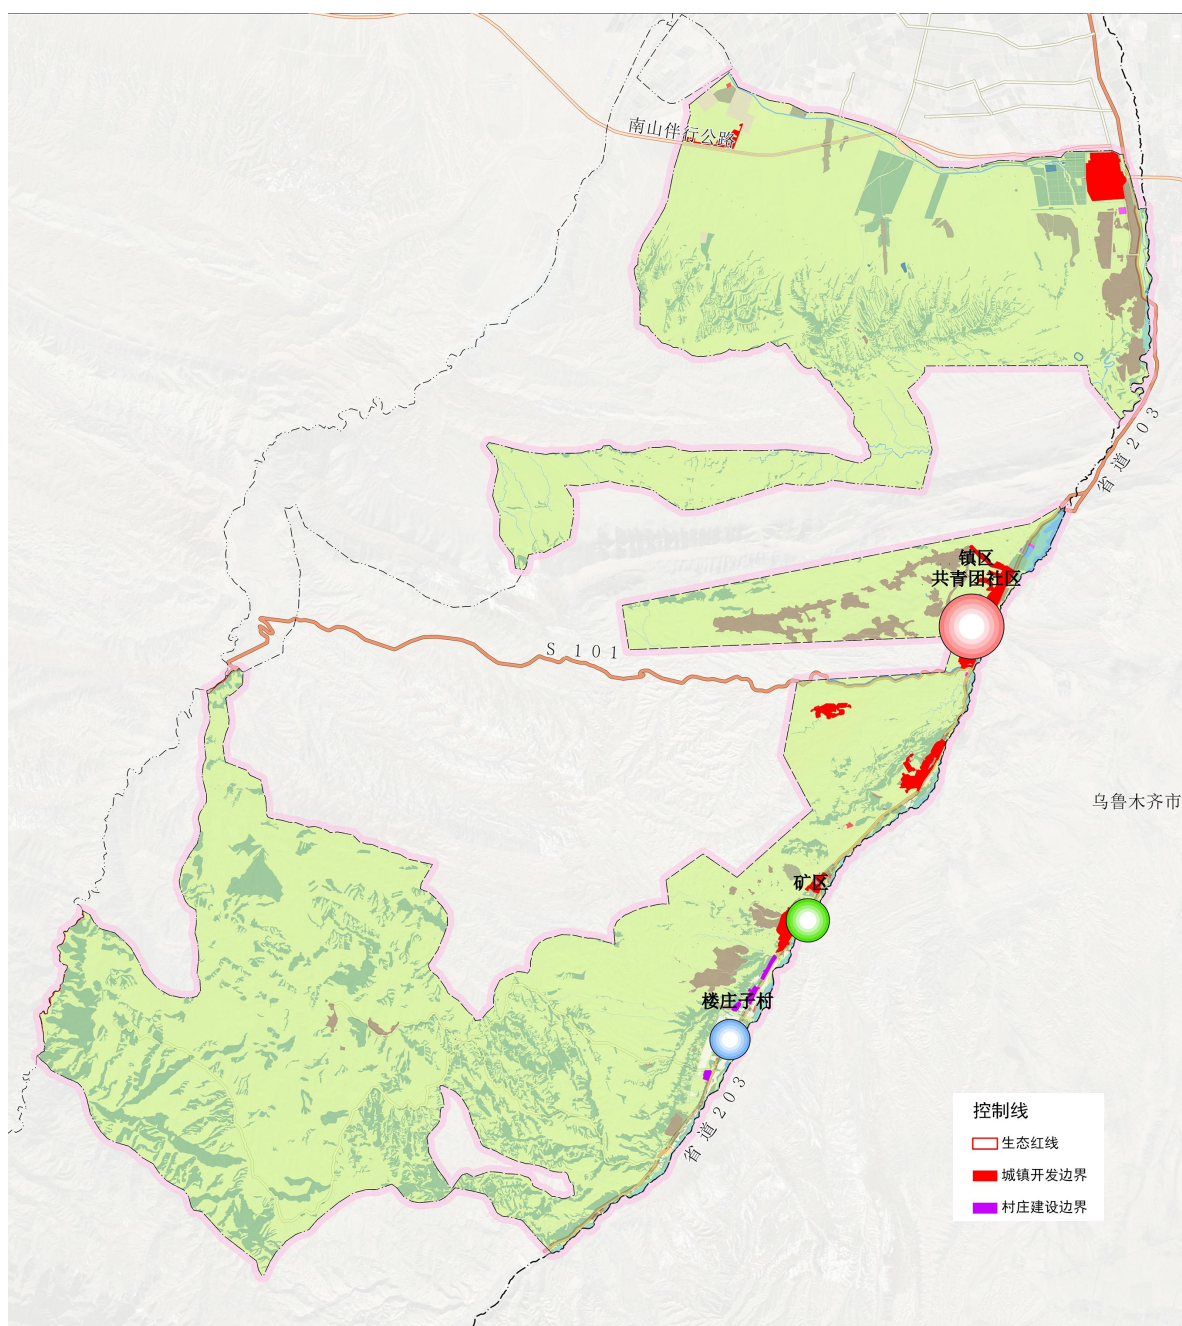 南山伴行公路
省道203
镇区
共青团社区
S 101
乌鲁木齐市
矿区
楼庄子村
省道203
控制线
生态红线
城镇开发边界
村庄建设边界